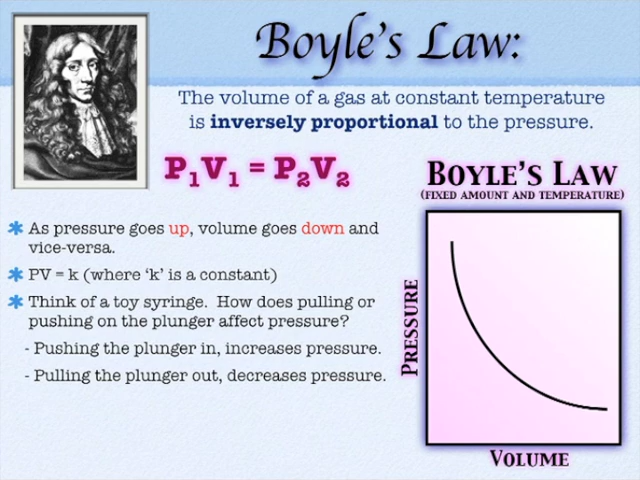 Boyle's Law:
The volume of a gas at constant temperature
is inversely proportional to the pressure.
P₁V₁ = P₂V₂
As pressure goes up, volume goes down and
vice-versa.
PV = k (where 'k' is a constant)
Think of a toy syringe. How does pulling or
pushing on the plunger affect pressure?
- Pushing the plunger in, increases pressure.
- Pulling the plunger out, decreases pressure.
BOYLE'S LAW
(FIXED AMOUNT AND TEMPERATURE)
PRESSURE
VOLUME